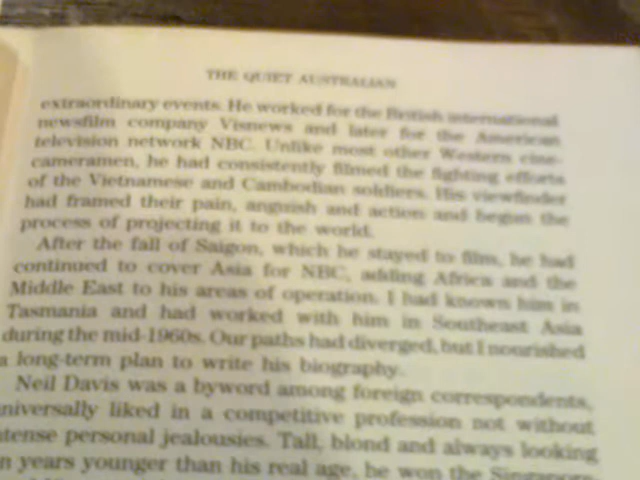 THE QUIET AUSTRALIAN
extraordinary events. He worked for the British international
newsfilm company Visnews and later for the American
television network NBC. Unlike most other Western cine-
cameramen, he had consistently filmed the fighting efforts
of the Vietnamese and Cambodian soldiers. His viewfinder
had framed their pain, anguish and action and begun the
process of projecting it to the world.
After the fall of Saigon, which he stayed to film, he had
continued to cover Asia for NBC, adding Africa and the
Middle East to his areas of operation. I had known him in
Tasmania and had worked with him in Southeast Asia
during the mid-1960s. Our paths had diverged, but I nourished
a long-term plan to write his biography.
Neil Davis was a byword among foreign correspondents,
niversally liked in a competitive profession not without
ntense personal jealousies. Tall, blond and always looking
n years younger than his real age, he won the Singapore